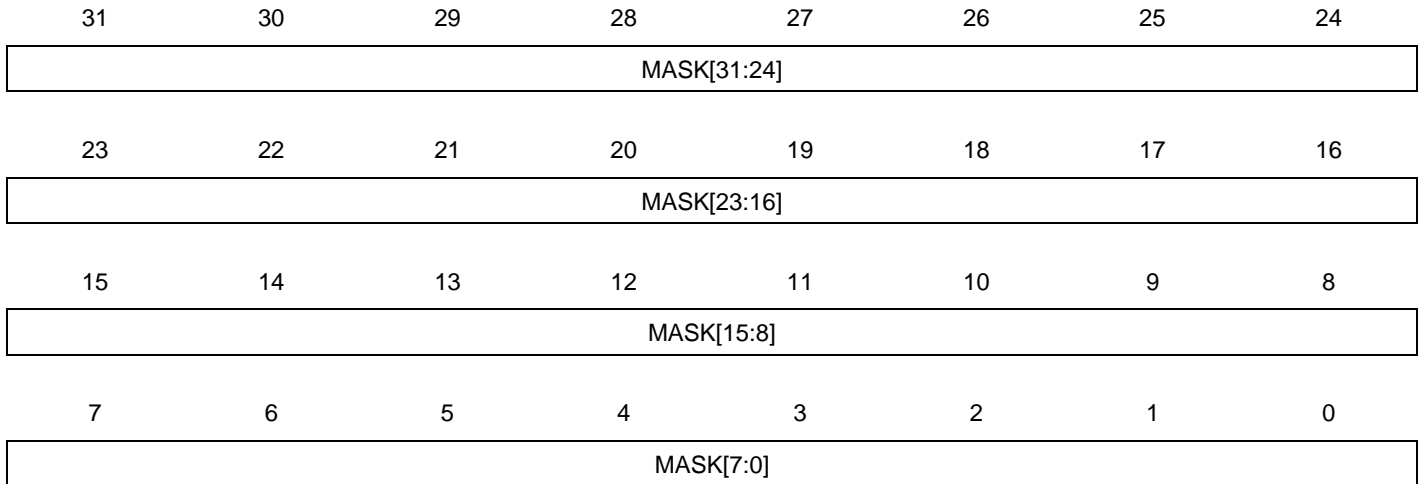 31 30 29 28 27 26 25 24
MASK[31:24]
23 22 21 20 19 18 17 16
MASK[23:16]
15 14 13 12 11 10 9 8
MASK[15:8]
7 6 5 4 3 2 1 0
MASK[7:0]